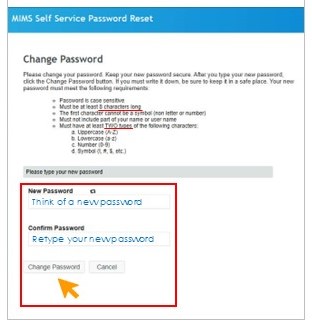 MIMS Self Service Password Reset
Change Password
Please change your password. Keep your new password secure. After you type your new password,
click the Change Password button. If you must write it down, be sure to keep it in a safe place. Your new
password must meet the following requirements:
Password is case sensitive.
Must be at least 8 characters long
The first character cannot be a symbol (non letter or number)
Must not include part of your name or user name
Must have at least TWO types of the following characters:
a. Uppercase (A-Z)
b. Lowercase (a-z)
c. Number (0-9)
d. Symbol (!, #, $, etc.)
Please type your new password
New Password
Think of a new password
Confirm Password
Retype your new password
Change Password Cancel